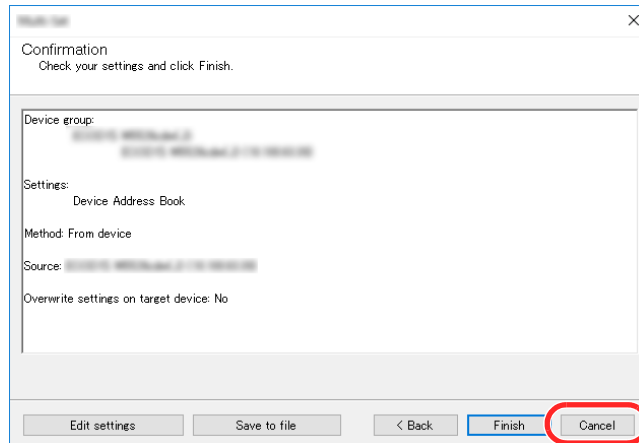 Confirmation
Check your settings and click Finish.
Device group:
Settings:
Device Address Book
Method: From device
Source:
Overwrite settings on target device: No
Edit settings
Save to file
< Back
Finish
Cancel